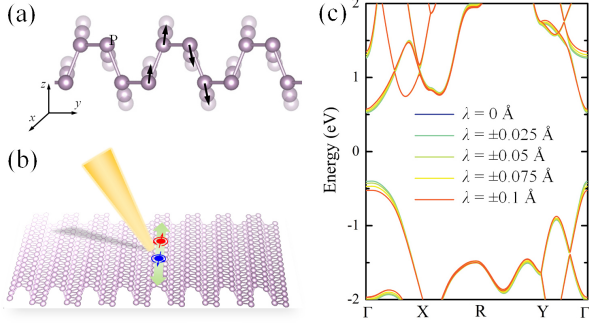 (a)
P
z
y
x
(b)
(c)
Energy (eV)
2
1
0
-1
-2
λ = 0 Å
λ = ±0.025 Å
λ = ±0.05 Å
λ = ±0.075 Å
λ = ±0.1 Å
Γ X R Y Γ